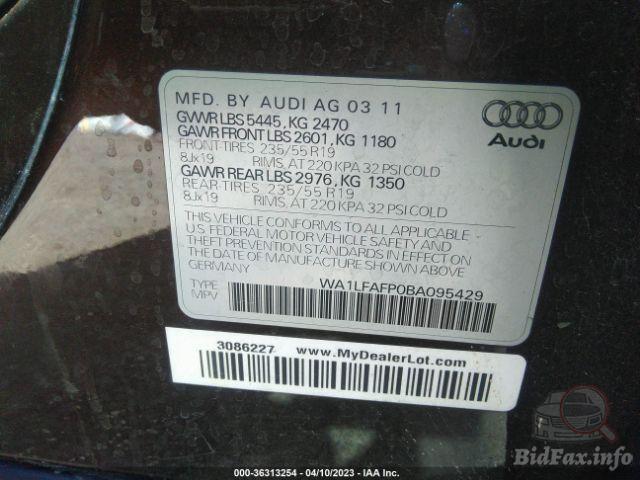 MFD. BY AUDI AG 03 11
GWVR LBS 5445, KG 2470
GAWR FRONT LBS 2601, KG 1180
FRONT-TIRES 235/55 R19
8Jx19 RIMS, AT 220 KPA 32 PSI COLD
GAWR REAR LBS 2976, KG 1350
REAR-TIRES 235/55 R19
8Jx19 RIMS, AT 220 KPA 32 PSI COLD
THIS VEHICLE CONFORMS TO ALL APPLICABLE
U.S FEDERAL MOTOR VEHICLE SAFETY AND
THEFT PREVENTION STANDARDS IN EFFECT ON
THE DATE OF MANUFACTURE SHOWN ABOVE
GERMANY
Audi
TYPE WA1LFAFP0BA095429
MPV
3086227 www.MyDealerLot.com
000-36313254 - 04/10/2023 - IAA Inc.
BidFax.info